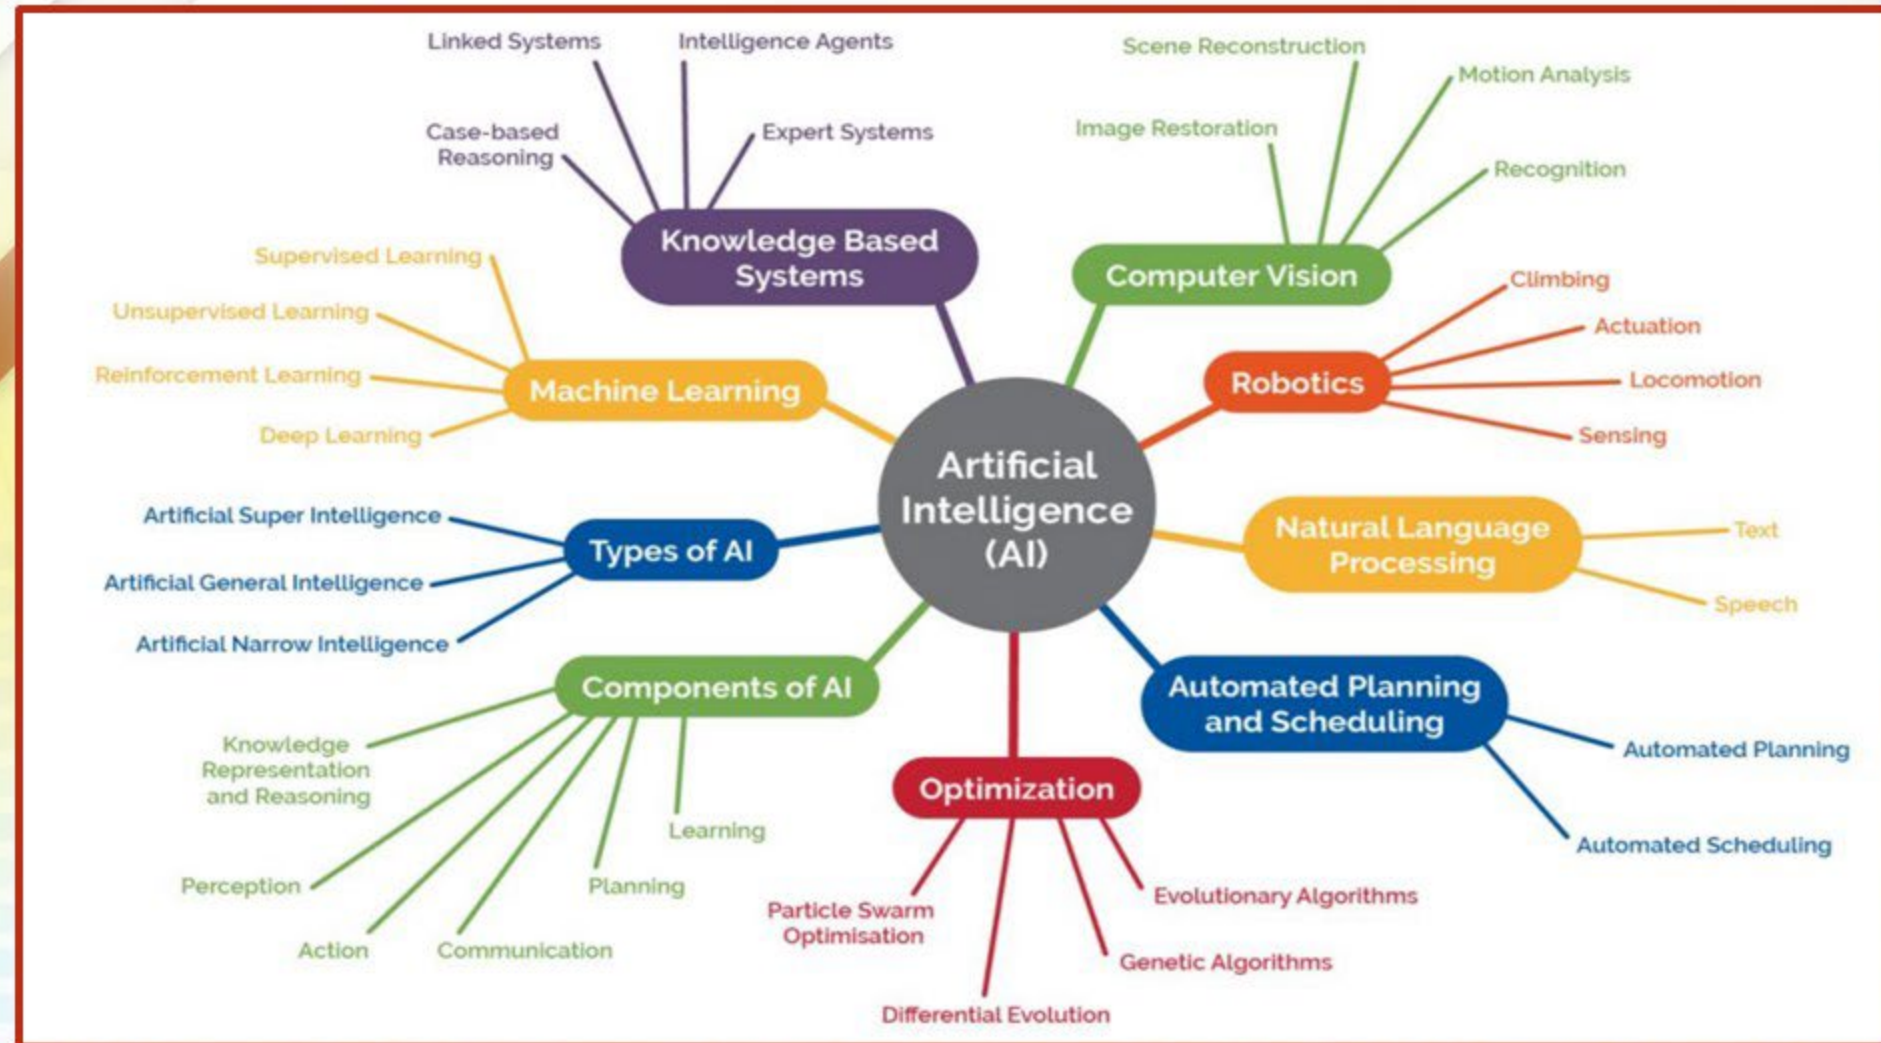 Linked Systems
Intelligence Agents
Case-based
Reasoning
Expert Systems
Knowledge Based
Systems
Scene Reconstruction
Motion Analysis
Image Restoration
Recognition
Computer Vision
Supervised Learning
Unsupervised Learning
Reinforcement Learning
Deep Learning
Machine Learning
Climbing
Actuation
Locomotion
Sensing
Robotics
Artificial
Intelligence
(AI)
Artificial Super Intelligence
Artificial General Intelligence
Artificial Narrow Intelligence
Types of AI
Natural Language
Processing
Text
Speech
Components of AI
Knowledge
Representation
and Reasoning
Perception
Action
Communication
Planning
Learning
Optimization
Particle Swarm
Optimisation
Differential Evolution
Genetic Algorithms
Evolutionary Algorithms
Automated Planning
and Scheduling
Automated Planning
Automated Scheduling